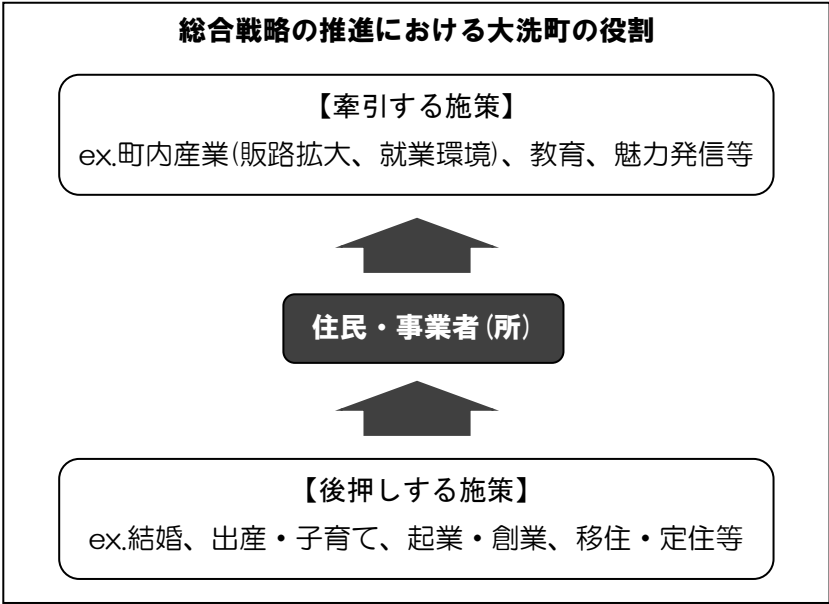 総合戦略の推進における大洗町の役割
【牽引する施策】
ex.町内産業(販路拡大、就業環境)、教育、魅力発信等
住民・事業者(所)
【後押しする施策】
ex.結婚、出産・子育て、起業・創業、移住・定住等